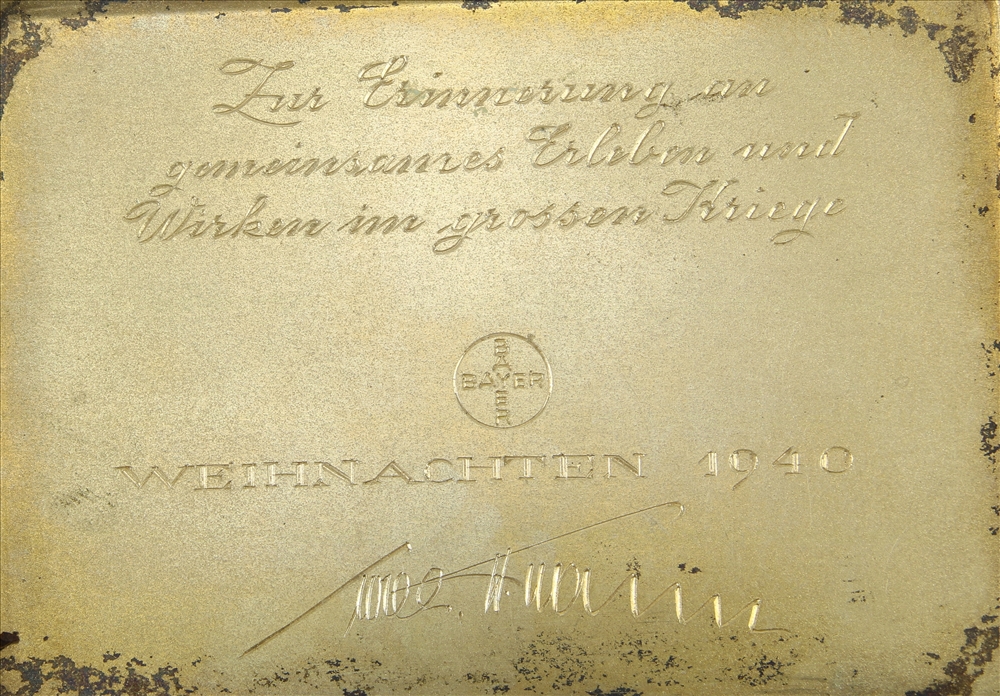 Zur Erinnerung an
gemeinsames Erleben und
Wirken im grossen Kriege
BAYER
BAYER
WEIHNACHTEN 1940